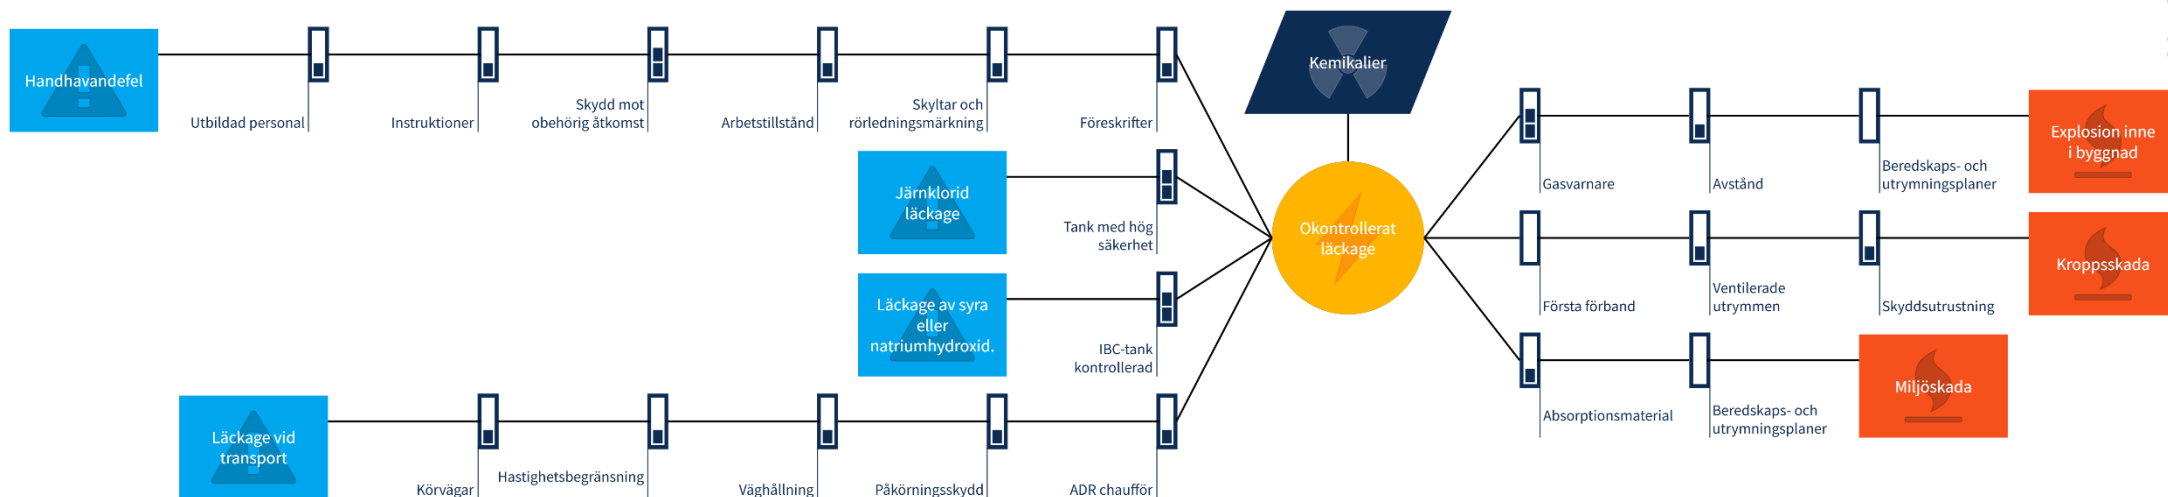 Handhavandefel
Utbildad personal
Instruktioner
Skydd mot
obehörig åtkomst
Arbetstillstånd
Skyltar och
rörledningsmärkning
Föreskrifter
Järnklorid
läckage
Tank med hög
säkerhet
Läckage av syra
eller
natriumhydroxid.
IBC-tank
kontrollerad
Läckage vid
transport
Körvägar
Hastighetsbegränsning
Väghållning
Påkörningsskydd
ADR chaufför
Kemikalier
Okontrollerat
läckage
Gasvarnare
Avstånd
Beredskaps- och
utrymningsplaner
Explosion inne
i byggnad
Första förband
Ventilerade
utrymmen
Skyddsutrustning
Kroppsskada
Absorptionsmaterial
Beredskaps- och
utrymningsplaner
Miljöskada